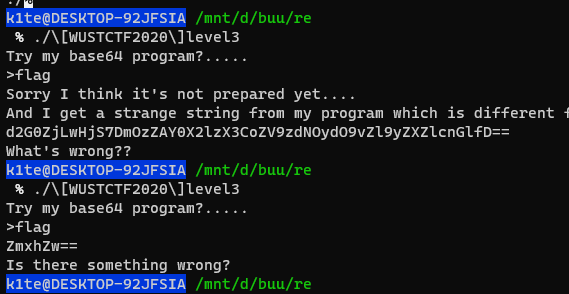 ./%
k1te@DESKTOP-92JFSIA /mnt/d/buu/re
% ./\[WUSTCTF2020\]level3
Try my base64 program?.....
>flag
Sorry I think it's not prepared yet....
And I get a strange string from my program which is different f
d2G0ZjLwHjS7DmOzZAY0X2lzX3CoZV9zdNOydO9vZl9yZXZlcnGlfD==
What's wrong??
k1te@DESKTOP-92JFSIA /mnt/d/buu/re
% ./\[WUSTCTF2020\]level3
Try my base64 program?.....
>flag
ZmxhZw==
Is there something wrong?
k1te@DESKTOP-92JFSIA /mnt/d/buu/re